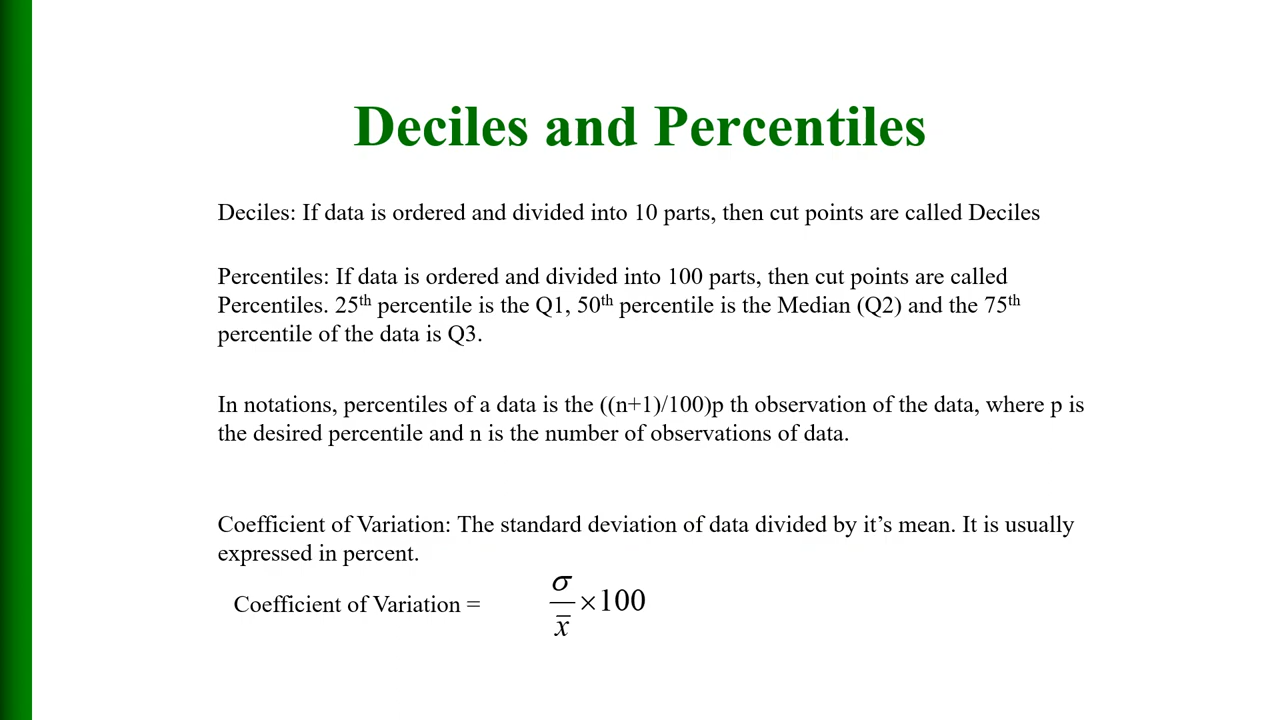 Deciles and Percentiles
Deciles: If data is ordered and divided into 10 parts, then cut points are called Deciles
Percentiles: If data is ordered and divided into 100 parts, then cut points are called
Percentiles. 25th percentile is the Q1, 50th percentile is the Median (Q2) and the 75th
percentile of the data is Q3.
In notations, percentiles of a data is the ((n+1)/100)p th observation of the data, where p is
the desired percentile and n is the number of observations of data.
Coefficient of Variation: The standard deviation of data divided by it’s mean. It is usually
expressed in percent.
Coefficient of Variation = σ/x̅ ×100